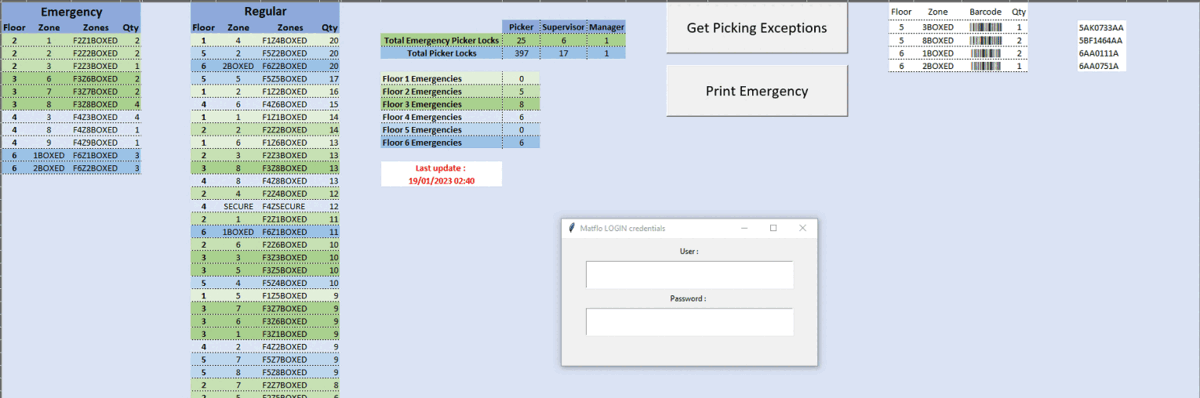 Emergency
Floor Zone Zones Qty
2 1 F2Z1BOXED 2
2 2 F2Z2BOXED 2
2 3 F2Z3BOXED 1
3 6 F3Z6BOXED 2
3 7 F3Z7BOXED 2
3 8 F3Z8BOXED 4
4 3 F4Z3BOXED 4
4 8 F4Z8BOXED 1
4 9 F4Z9BOXED 1
6 1BOXED F6Z1BOXED 3
6 2BOXED F6Z2BOXED 3
Regular
Floor Zone Zones Qty
1 4 F1Z4BOXED 20
5 2 F5Z2BOXED 20
6 2BOXED F6Z2BOXED 20
5 5 F5Z5BOXED 17
1 2 F1Z2BOXED 16
4 6 F4Z6BOXED 15
1 1 F1Z1BOXED 14
2 2 F2Z2BOXED 14
1 6 F1Z6BOXED 13
2 3 F2Z3BOXED 13
3 8 F3Z8BOXED 13
4 8 F4Z8BOXED 13
2 4 F2Z4BOXED 12
4 SECURE F4ZSECURE 12
2 1 F2Z1BOXED 11
6 1BOXED F6Z1BOXED 11
2 6 F2Z6BOXED 10
3 3 F3Z3BOXED 10
3 5 F3Z5BOXED 10
5 4 F5Z4BOXED 10
1 5 F1Z5BOXED 9
3 7 F3Z7BOXED 9
3 6 F3Z6BOXED 9
3 1 F3Z1BOXED 9
4 2 F4Z2BOXED 9
5 7 F5Z7BOXED 9
5 8 F5Z8BOXED 9
2 7 F2Z7BOXED 8
Picker Supervisor Manager
Total Emergency Picker Locks 25 6 1
Total Picker Locks 397 17 1
Floor 1 Emergencies 0
Floor 2 Emergencies 5
Floor 3 Emergencies 8
Floor 4 Emergencies 6
Floor 5 Emergencies 0
Floor 6 Emergencies 6
Last update :
19/01/2023 02:40
Get Picking Exceptions
Print Emergency
Matflo LOGIN credentials
User :
Password :
Floor Zone Barcode Qty
5 3BOXED 1 5AK0733AA
5 8BOXED 2 5BF1464AA
6 1BOXED 2 6AA0111A
6 2BOXED 1 6AA0751A